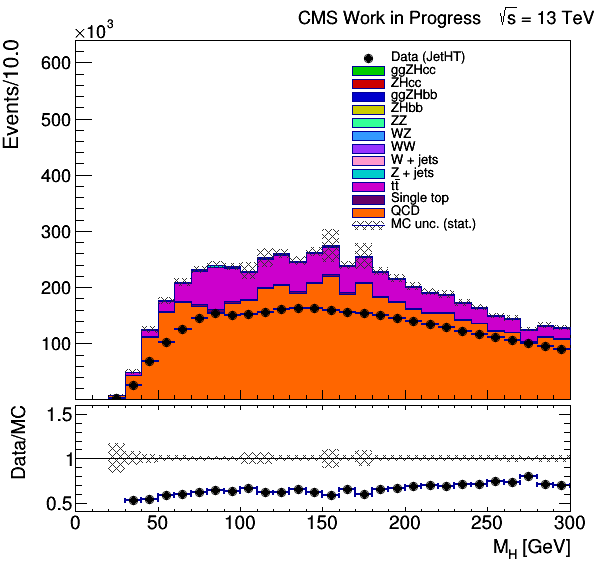 CMS Work in Progress √s = 13 TeV
×10³
Events/10.0
600
500
400
300
200
100
Data (JetHT)
ggZHcc
ZHcc
ggZHbb
ZHbb
ZZ
WZ
WW
W + jets
Z + jets
tt̄
Single top
QCD
MC unc. (stat.)
Data/MC
1.5
1
0.5
0 50 100 150 200 250 300
M_H [GeV]